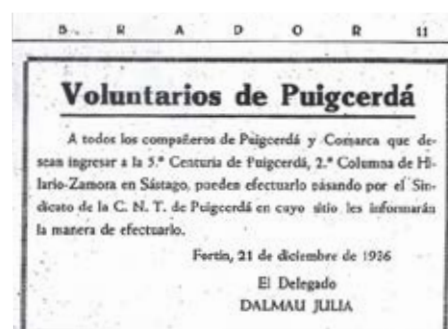 B R A D O R 11
Voluntarios de Puigcerdá
A todos los compañeros de Puigcerdá y Comarca que de-
sean ingresar a la 3.ª Centuria de Puigcerdá, 2.ª Columna de Hi-
lario-Zamora en Sástago, pueden efectuarlo pasando por el Sin-
dicato de la C. N. T. de Puigcerdá en cuyo sitio les informarán
la manera de efectuarlo.
Fortín, 21 de diciembre de 1936
El Delegado
DALMAU JULIA